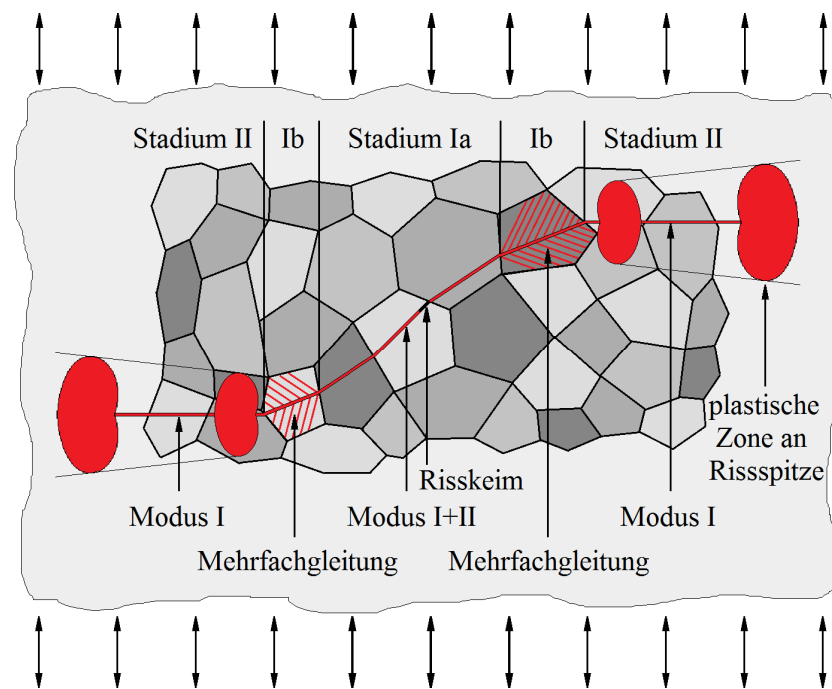 Stadium II
Ib
Stadium Ia
Ib
Stadium II
plastische
Zone an
Rissspitze
Risskeim
Modus I
Modus I+II
Modus I
Mehrfachgleitung
Mehrfachgleitung